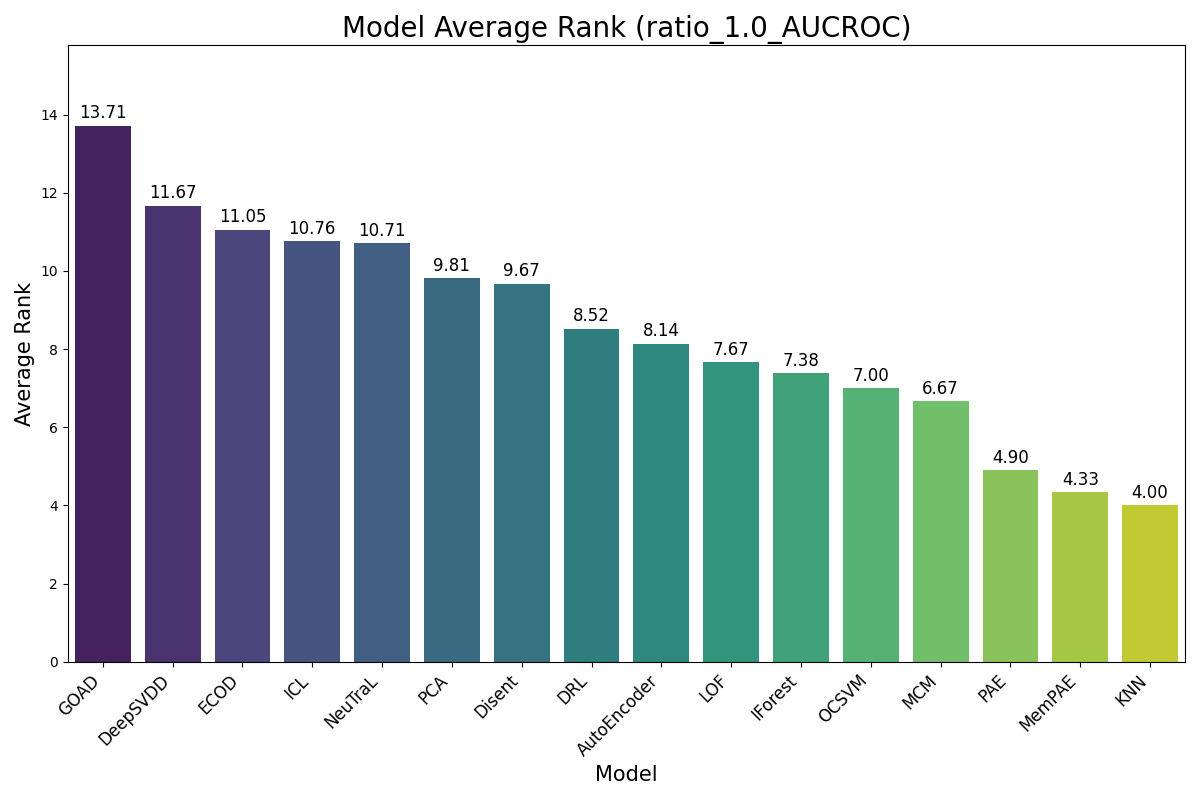 Model Average Rank (ratio_1.0_AUCROC)
Average Rank
14
12
10
8
6
4
2
0
13.71
11.67
11.05
10.76
10.71
9.81
9.67
8.52
8.14
7.67
7.38
7.00
6.67
4.90
4.33
4.00
GOAD
DeepSVDD
ECOD
ICL
NeuTraL
PCA
Disent
DRL
AutoEncoder
LOF
IForest
OCSVM
MCM
PAE
MemPAE
KNN
Model